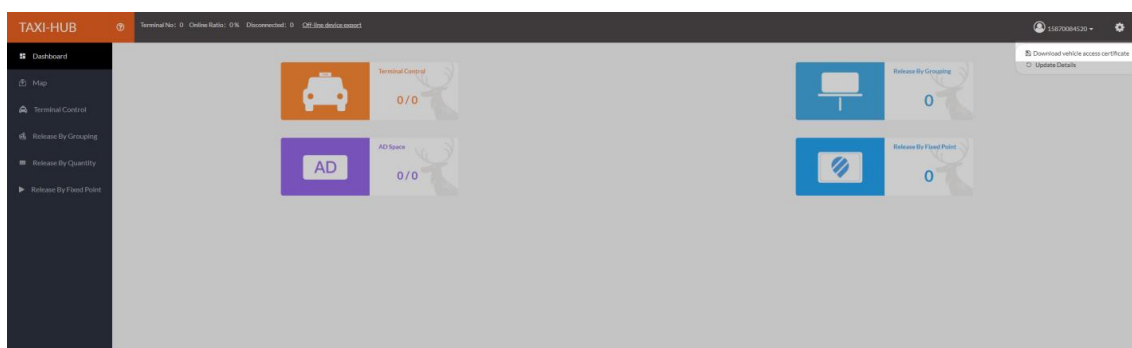 TAXI-HUB
Terminal No: 0 Online Ratio: 0% Disconnected: 0 Off-line device export
15870084520
Download vehicle access certificate
Update Details
Dashboard
Map
Terminal Control
Release By Grouping
Release By Quantity
Release By Fixed Point
Terminal Control
0/0
Release By Grouping
0
AD
AD Space
0/0
Release By Fixed Point
0